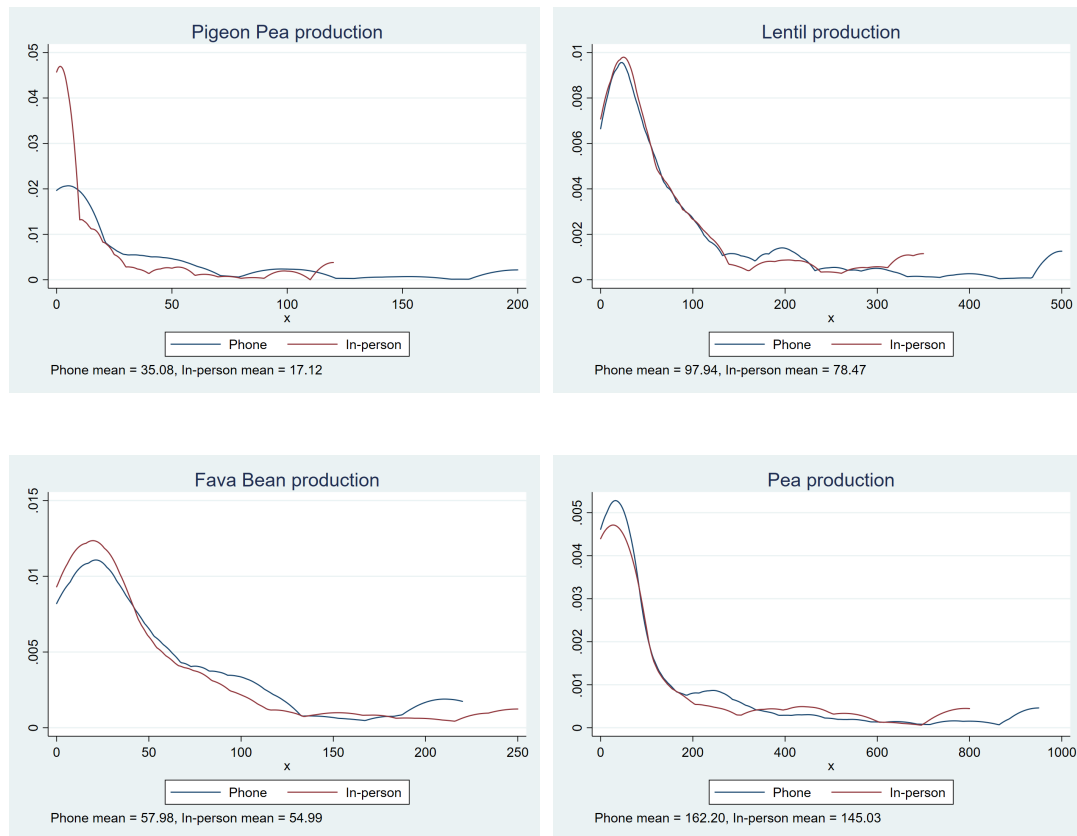 Pigeon Pea production
.05
.04
.03
.02
.01
0
0 50 100 150 200
x
Phone In-person
Phone mean = 35.08, In-person mean = 17.12
Lentil production
.01
.008
.006
.004
.002
0
0 100 200 300 400 500
x
Phone In-person
Phone mean = 97.94, In-person mean = 78.47
Fava Bean production
.015
.01
.005
0
0 50 100 150 200 250
x
Phone In-person
Phone mean = 57.98, In-person mean = 54.99
Pea production
.005
.004
.003
.002
.001
0
0 200 400 600 800 1000
x
Phone In-person
Phone mean = 162.20, In-person mean = 145.03